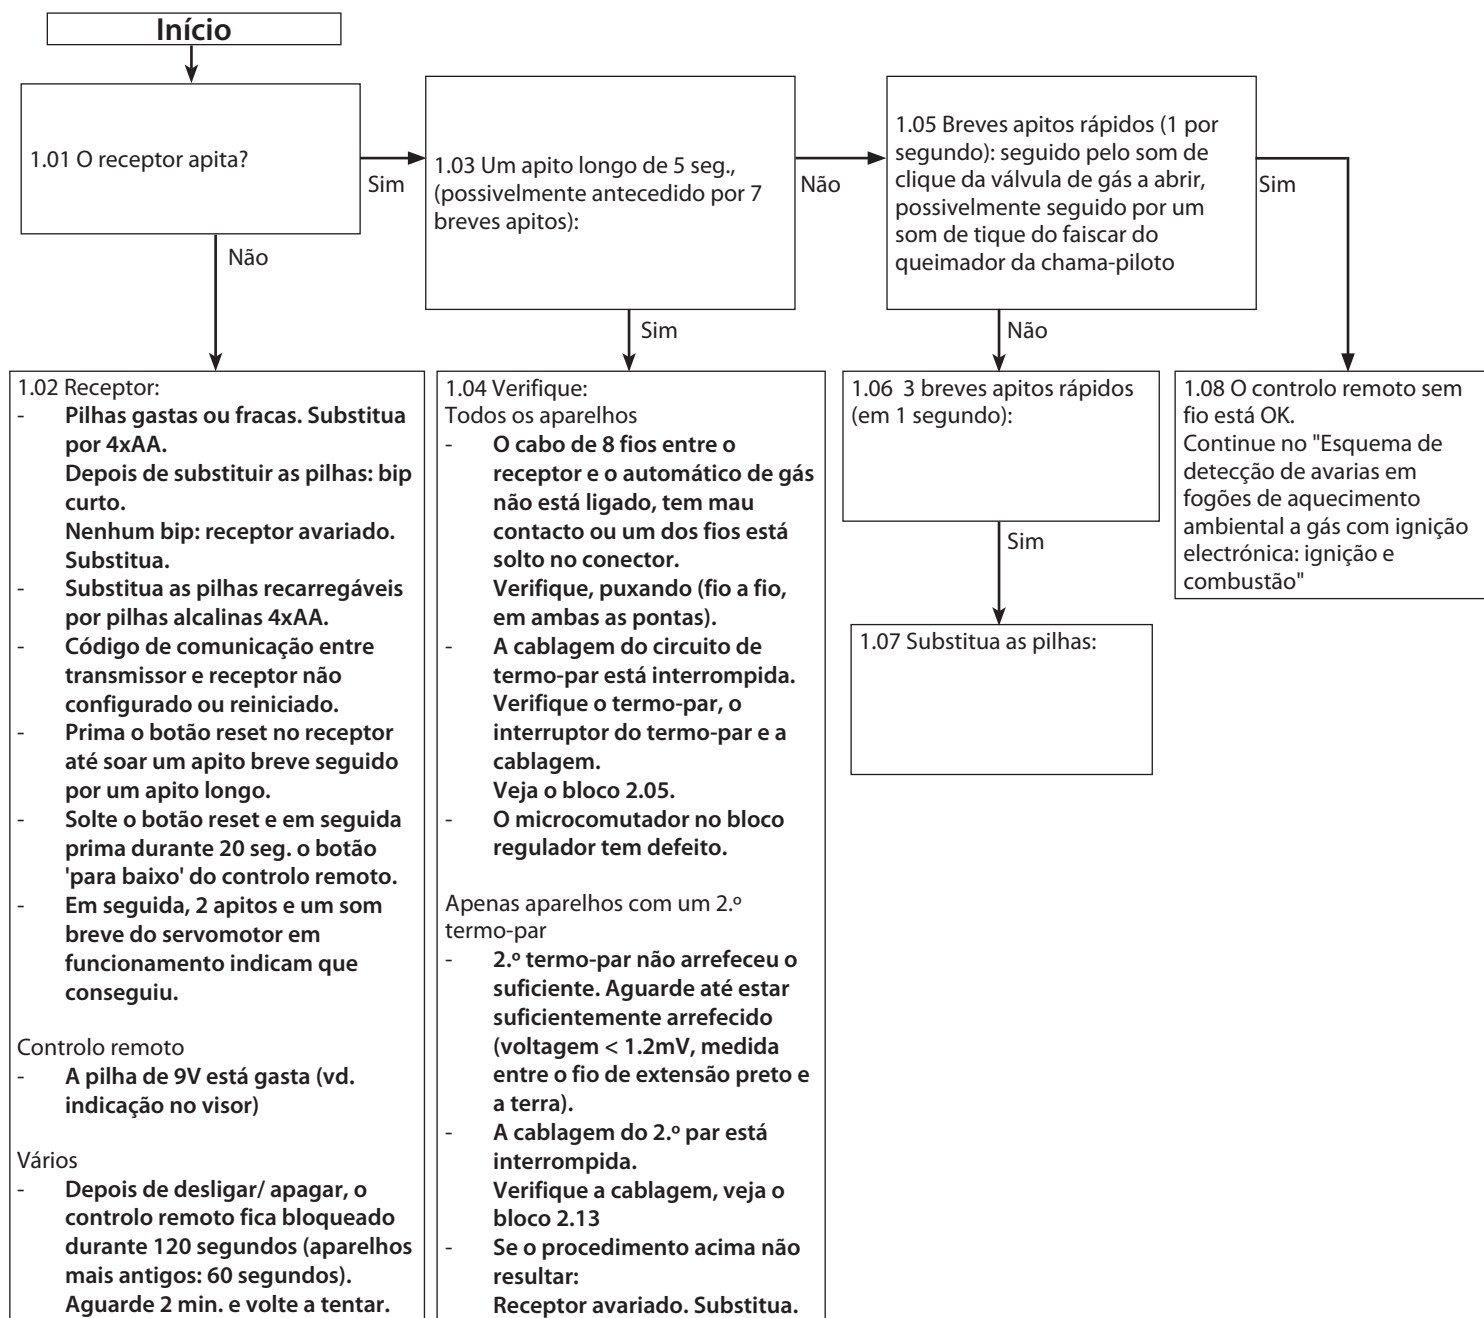 Início
1.01 O receptor apita?
Sim
Não
1.03 Um apito longo de 5 seg.,
(possivelmente antecedido por 7
breves apitos):
Não
Sim
1.05 Breves apitos rápidos (1 por
segundo): seguido pelo som de
clique da válvula de gás a abrir,
possivelmente seguido por um
som de tique do faiscar do
queimador da chama-piloto
Sim
Não
1.02 Receptor:
- Pilhas gastas ou fracas. Substitua
por 4xAA.
Depois de substituir as pilhas: bip
curto.
Nenhum bip: receptor avariado.
Substitua.
- Substitua as pilhas recarregáveis
por pilhas alcalinas 4xAA.
- Código de comunicação entre
transmissor e receptor não
configurado ou reiniciado.
- Prima o botão reset no receptor
até soar um apito breve seguido
por um apito longo.
- Solte o botão reset e em seguida
prima durante 20 seg. o botão
'para baixo' do controlo remoto.
- Em seguida, 2 apitos e um som
breve do servomotor em
funcionamento indicam que
conseguiu.
Controlo remoto
- A pilha de 9V está gasta (vd.
indicação no visor)
Vários
- Depois de desligar/ apagar, o
controlo remoto fica bloqueado
durante 120 segundos (aparelhos
mais antigos: 60 segundos).
Aguarde 2 min. e volte a tentar.
1.04 Verifique:
Todos os aparelhos
- O cabo de 8 fios entre o
receptor e o automático de gás
não está ligado, tem mau
contacto ou um dos fios está
solto no conector.
Verifique, puxando (fio a fio,
em ambas as pontas).
- A cablagem do circuito de
termo-par está interrompida.
Verifique o termo-par, o
interruptor do termo-par e a
cablagem.
Veja o bloco 2.05.
- O microcomutador no bloco
regulador tem defeito.
Apenas aparelhos com um 2.º
termo-par
- 2.º termo-par não arrefeceu o
suficiente. Aguarde até estar
suficientemente arrefecido
(voltagem < 1.2mV, medida
entre o fio de extensão preto e
a terra).
- A cablagem do 2.º par está
interrompida.
Verifique a cablagem, veja o
bloco 2.13
- Se o procedimento acima não
resultar:
Receptor avariado. Substitua.
1.06 3 breves apitos rápidos
(em 1 segundo):
Sim
1.07 Substitua as pilhas:
1.08 O controlo remoto sem
fio está OK.
Continue no "Esquema de
detecção de avarias em
fogões de aquecimento
ambiental a gás com ignição
electrónica: ignição e
combustão"